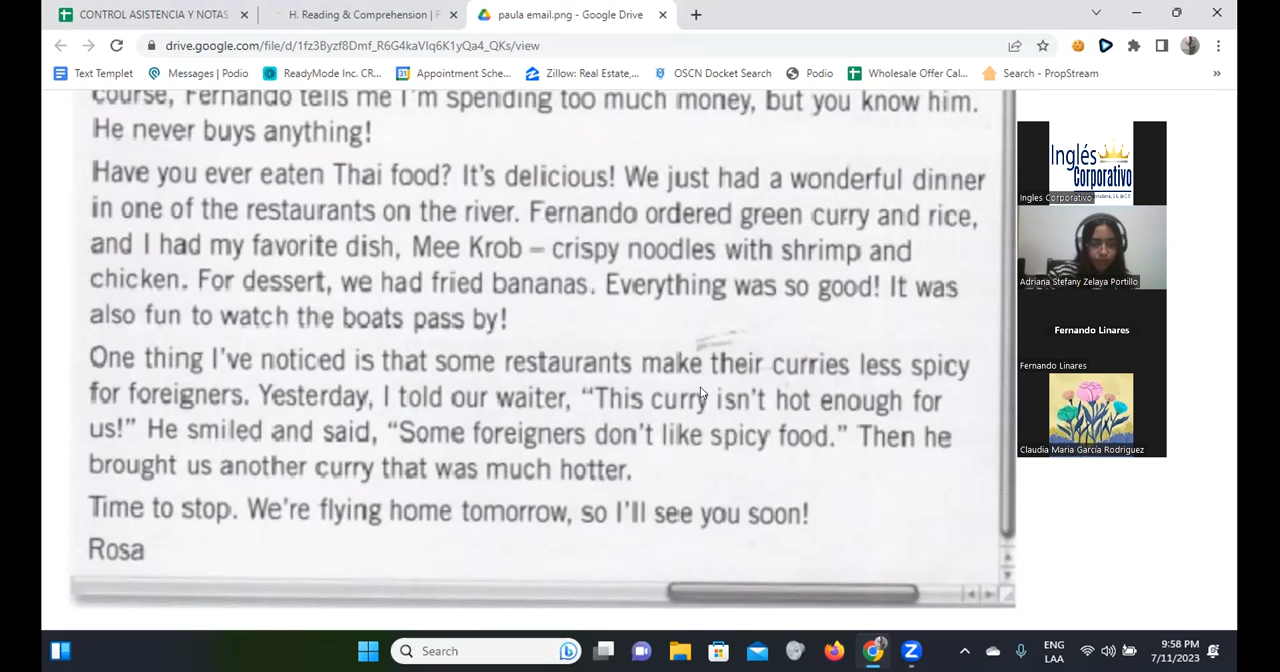 CONTROL ASISTENCIA Y NOTAS
H. Reading & Comprehension | F
paula email.png - Google Drive
drive.google.com/file/d/1fz3Byzf8Dmf_R6G4kaVIq6K1yQa4_QKs/view
Text Templet
Messages | Podio
ReadyMode Inc. CR...
Appointment Sche...
Zillow: Real Estate,...
OSCN Docket Search
Podio
Wholesale Offer Cal...
Search - PropStream
course, Fernando tells me I'm spending too much money, but you know him.
He never buys anything!
Have you ever eaten Thai food? It's delicious! We just had a wonderful dinner
in one of the restaurants on the river. Fernando ordered green curry and rice,
and I had my favorite dish, Mee Krob – crispy noodles with shrimp and
chicken. For dessert, we had fried bananas. Everything was so good! It was
also fun to watch the boats pass by!
One thing I've noticed is that some restaurants make their curries less spicy
for foreigners. Yesterday, I told our waiter, "This curry isn't hot enough for
us!" He smiled and said, "Some foreigners don't like spicy food." Then he
brought us another curry that was much hotter.
Time to stop. We're flying home tomorrow, so I'll see you soon!
Rosa
Inglés
Corporativo
Ingles Corporativo
Adriana Stefany Zelaya Portillo
Fernando Linares
Fernando Linares
Claudia Maria García Rodriguez
Search
ENG
LAA
9:58 PM
7/11/2023